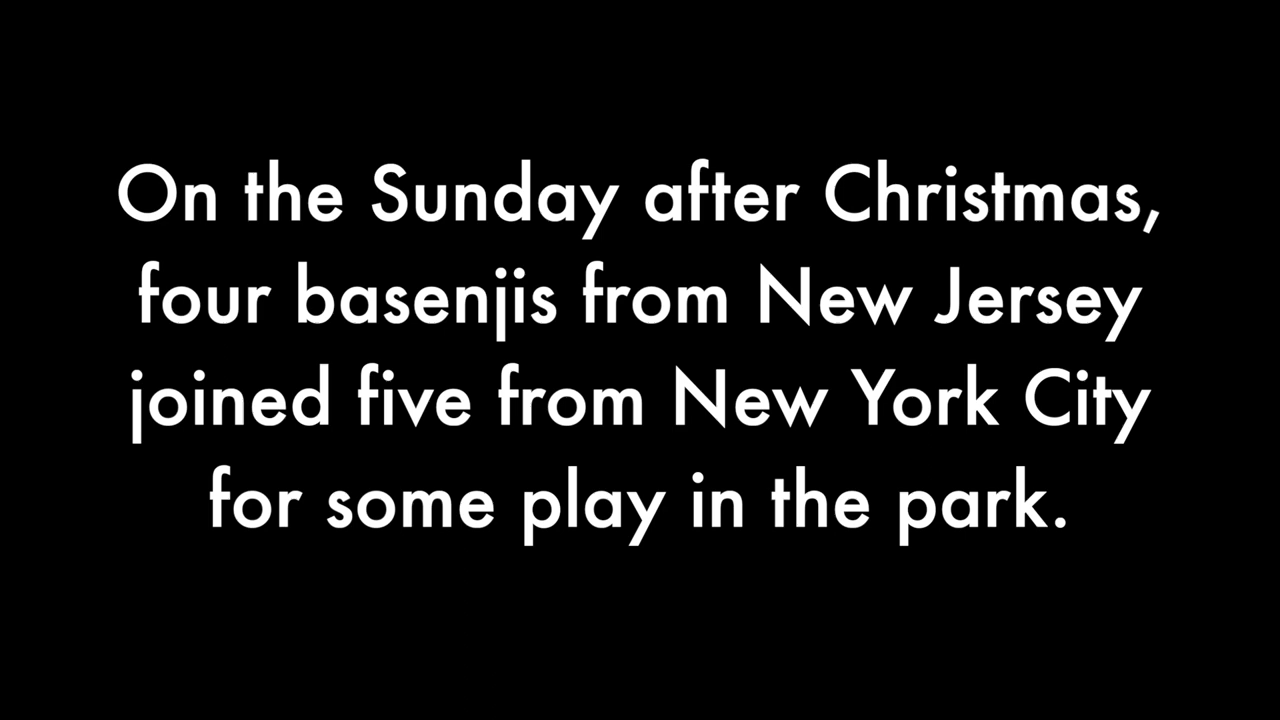 On the Sunday after Christmas,
four basenjis from New Jersey
joined five from New York City
for some play in the park.